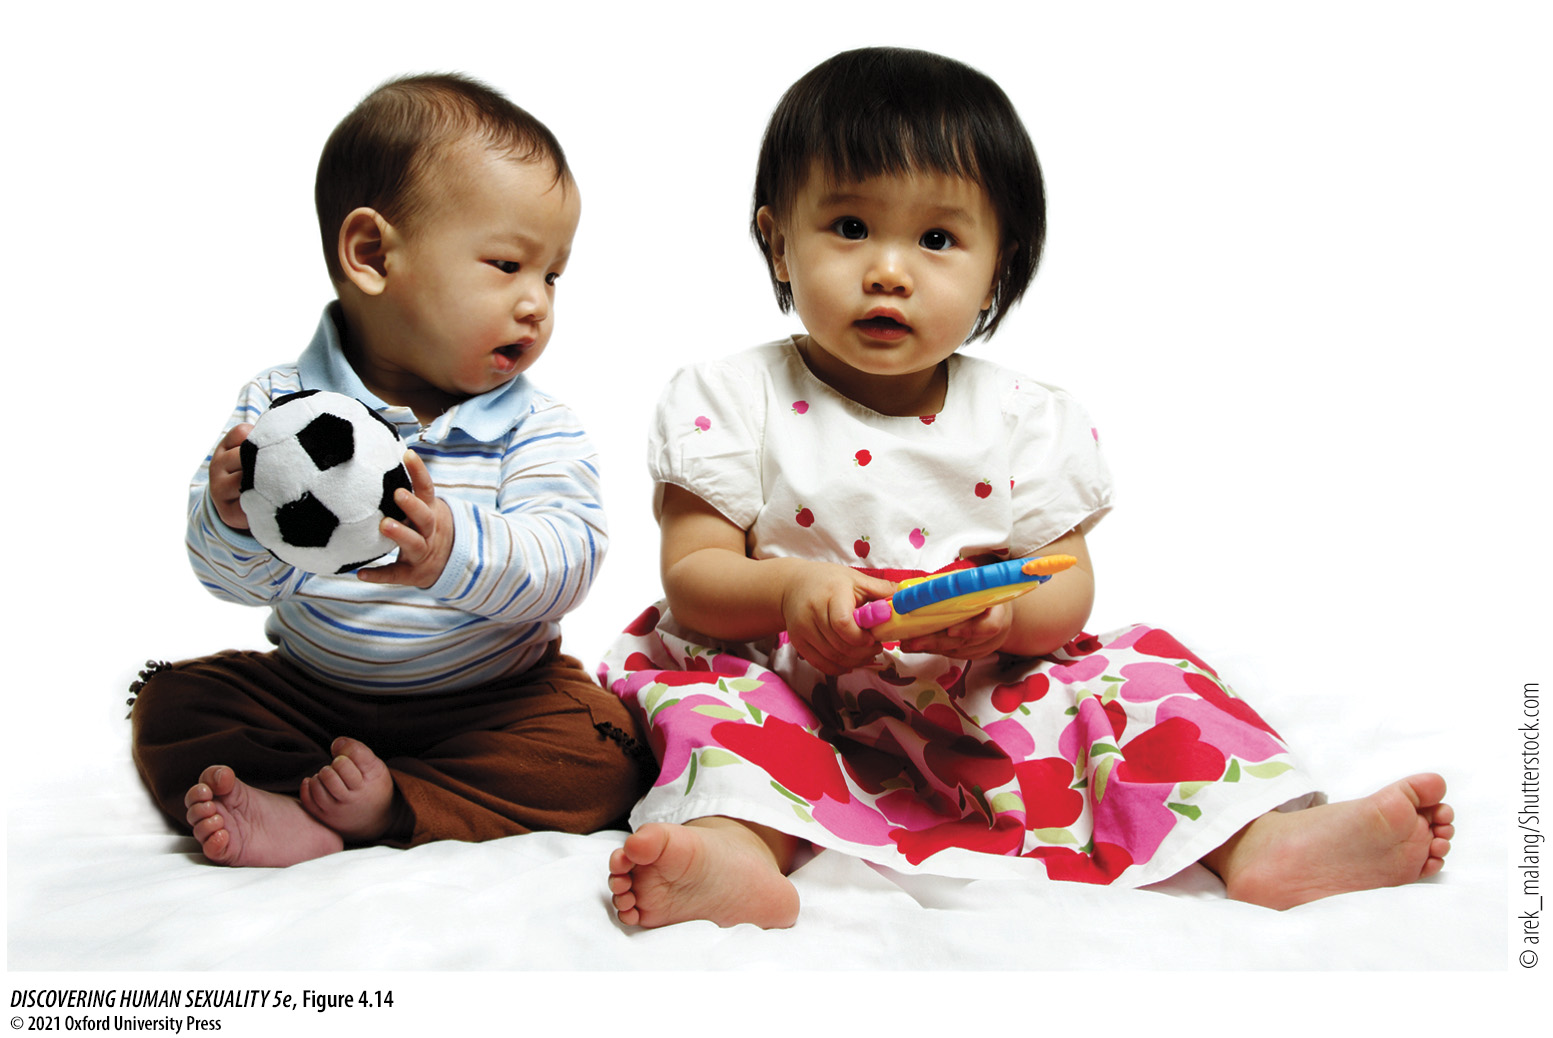 © arek_malang/Shutterstock.com
DISCOVERING HUMAN SEXUALITY 5e, Figure 4.14
© 2021 Oxford University Press